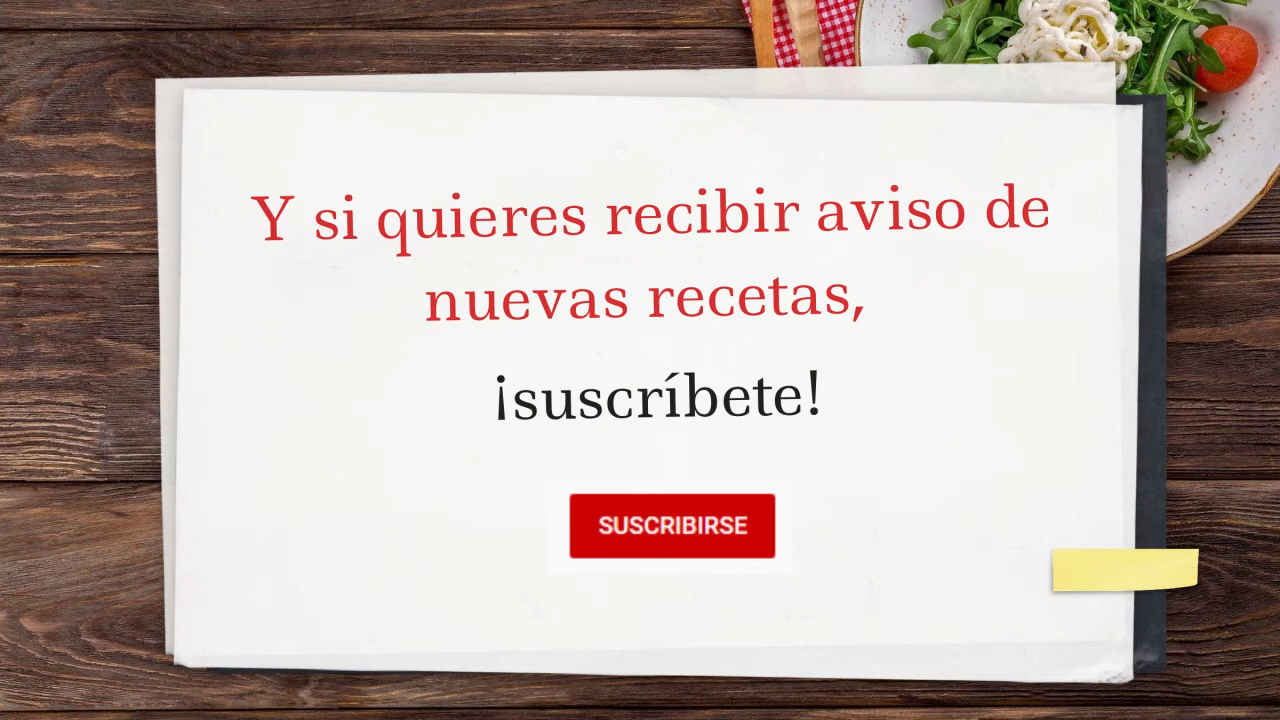 Y si quieres recibir aviso de
nuevas recetas,
¡suscríbete!
SUSCRIBIRSE